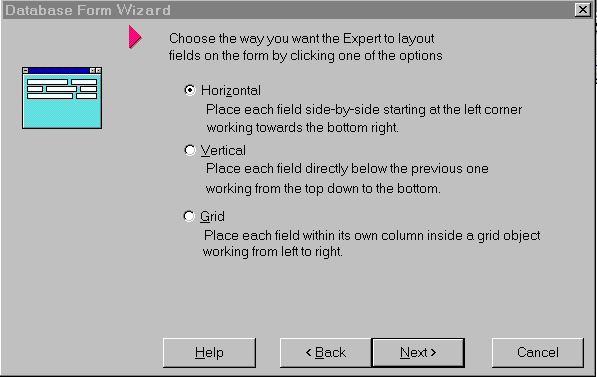 Database Form Wizard
Choose the way you want the Expert to layout
fields on the form by clicking one of the options
Horizontal
Place each field side-by-side starting at the left corner
working towards the bottom right.
Vertical
Place each field directly below the previous one
working from the top down to the bottom.
Grid
Place each field within its own column inside a grid object
working from left to right.
Help
< Back
Next >
Cancel